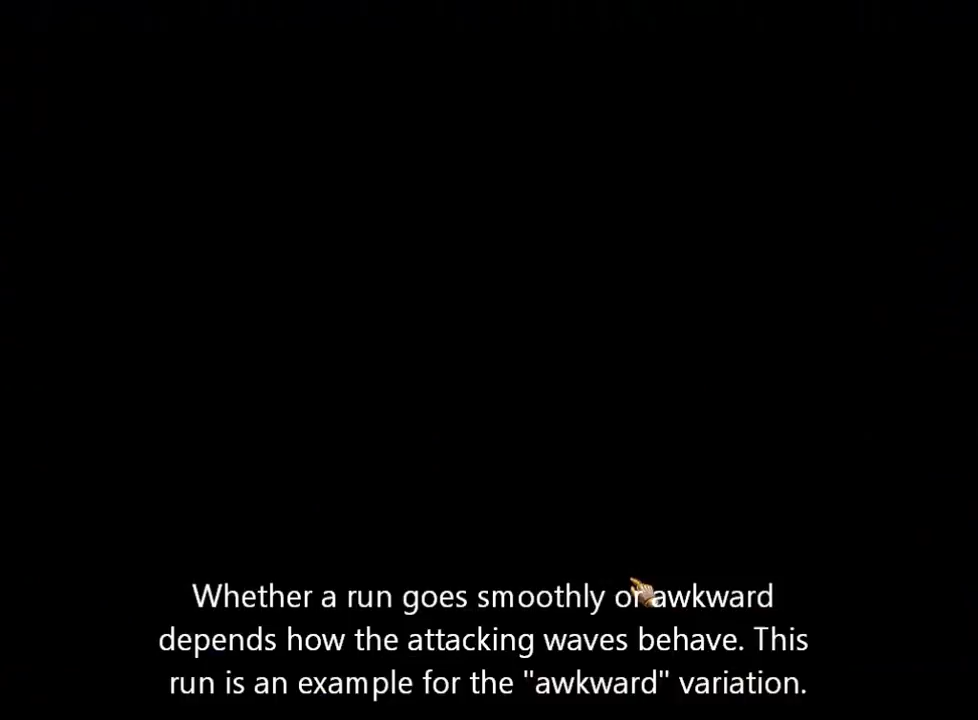 Whether a run goes smoothly or awkward
depends how the attacking waves behave. This
run is an example for the "awkward" variation.